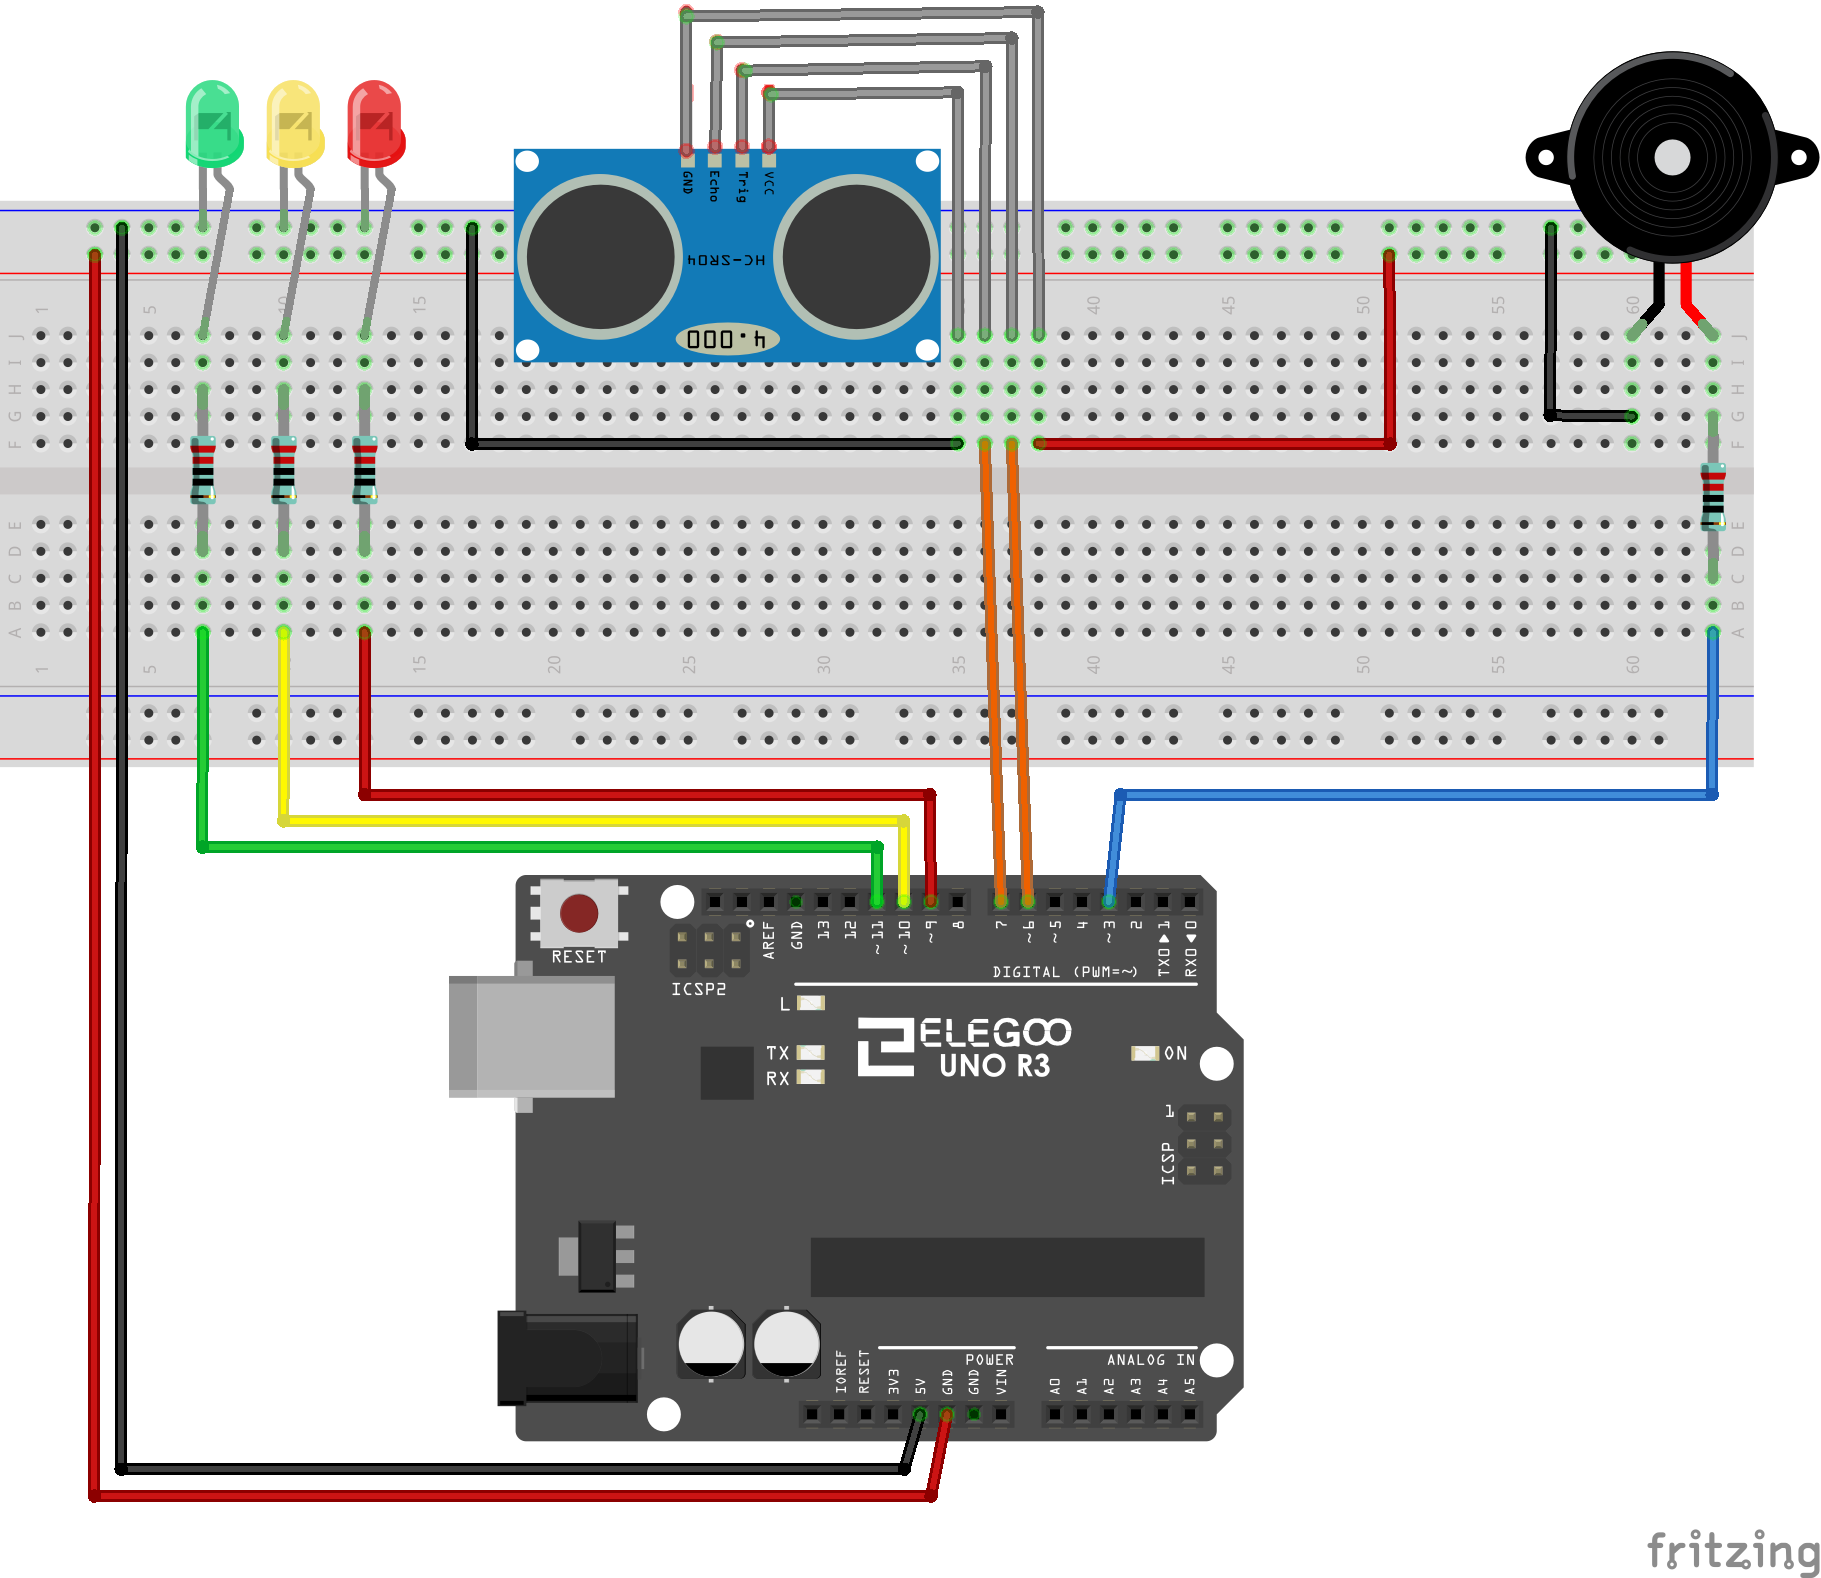 GND Echo Trig VCC
HC-SR04
4.000
1 5 10 15 40 45 50 55 60
J J
I I
H H
G G
F F
E E
D D
C C
B B
A A
1 5 15 20 25 30 35 40 45 50 55 60
RESET
ICSP2
AREF GND 13 12 ~11 ~10 ~9 8 7 ~6 ~5 4 ~3 2 TX0▶1 RX0◀0
DIGITAL (PWM=~)
L
TX
RX
ELEGOO
UNO R3
ON
1
ICSP
POWER
ANALOG IN
IOREF RESET 3V3 5V GND GND VIN A0 A1 A2 A3 A4 A5
fritzing